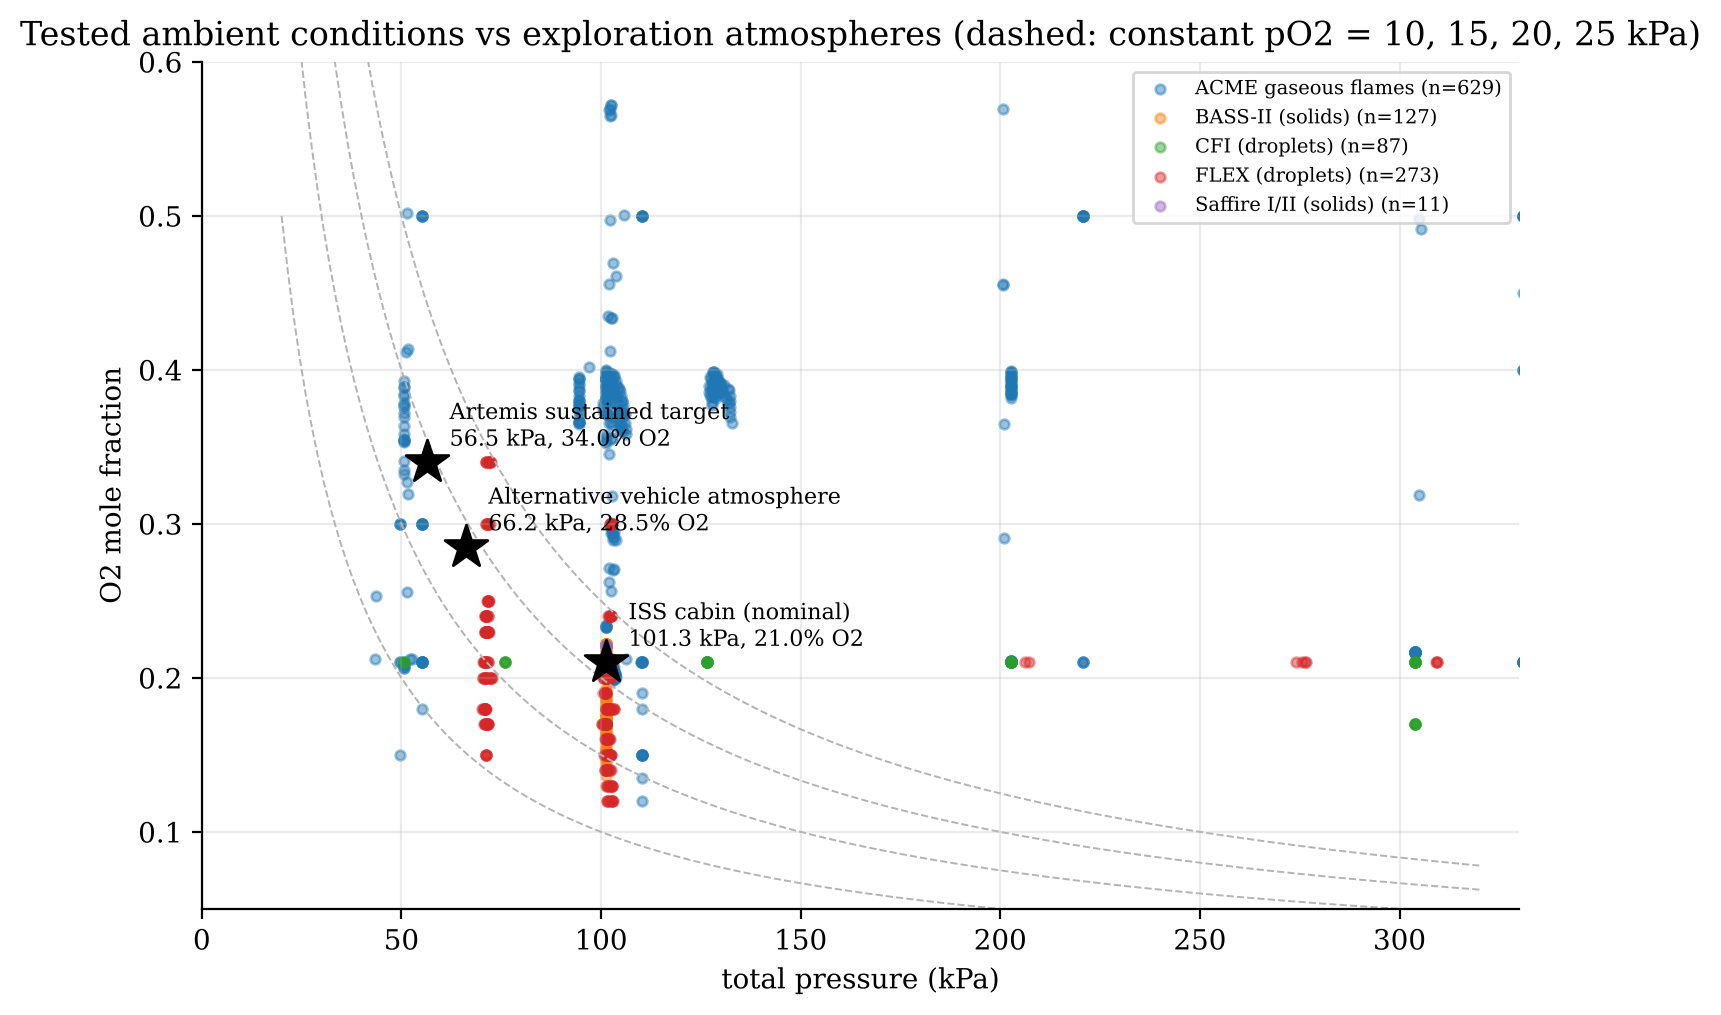 Tested ambient conditions vs exploration atmospheres (dashed: constant pO2 = 10, 15, 20, 25 kPa)
ACME gaseous flames (n=629)
BASS-II (solids) (n=127)
CFI (droplets) (n=87)
FLEX (droplets) (n=273)
Saffire I/II (solids) (n=11)
Artemis sustained target
56.5 kPa, 34.0% O2
Alternative vehicle atmosphere
66.2 kPa, 28.5% O2
ISS cabin (nominal)
101.3 kPa, 21.0% O2
O2 mole fraction
0.6
0.5
0.4
0.3
0.2
0.1
0 50 100 150 200 250 300
total pressure (kPa)